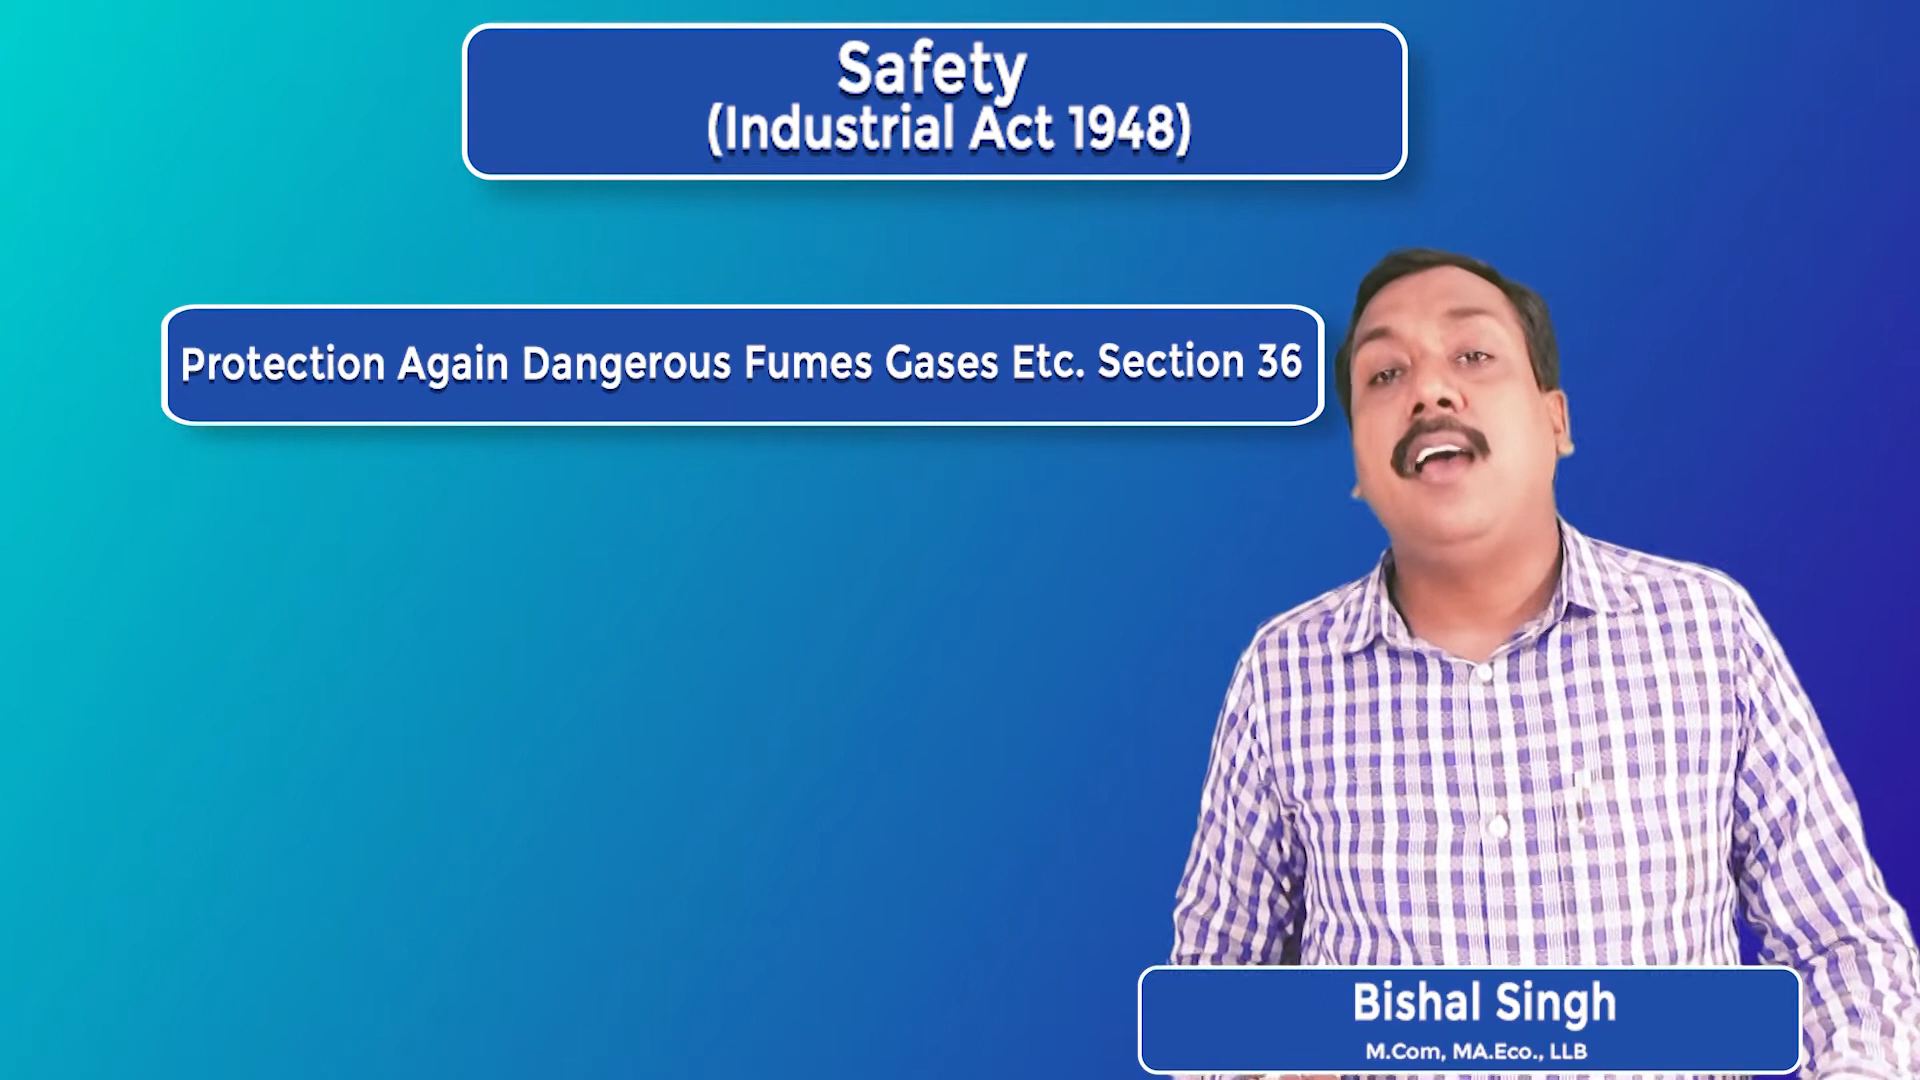 Safety
(Industrial Act 1948)
Protection Again Dangerous Fumes Gases Etc. Section 36
Bishal Singh
M.Com, MA.Eco., LLB